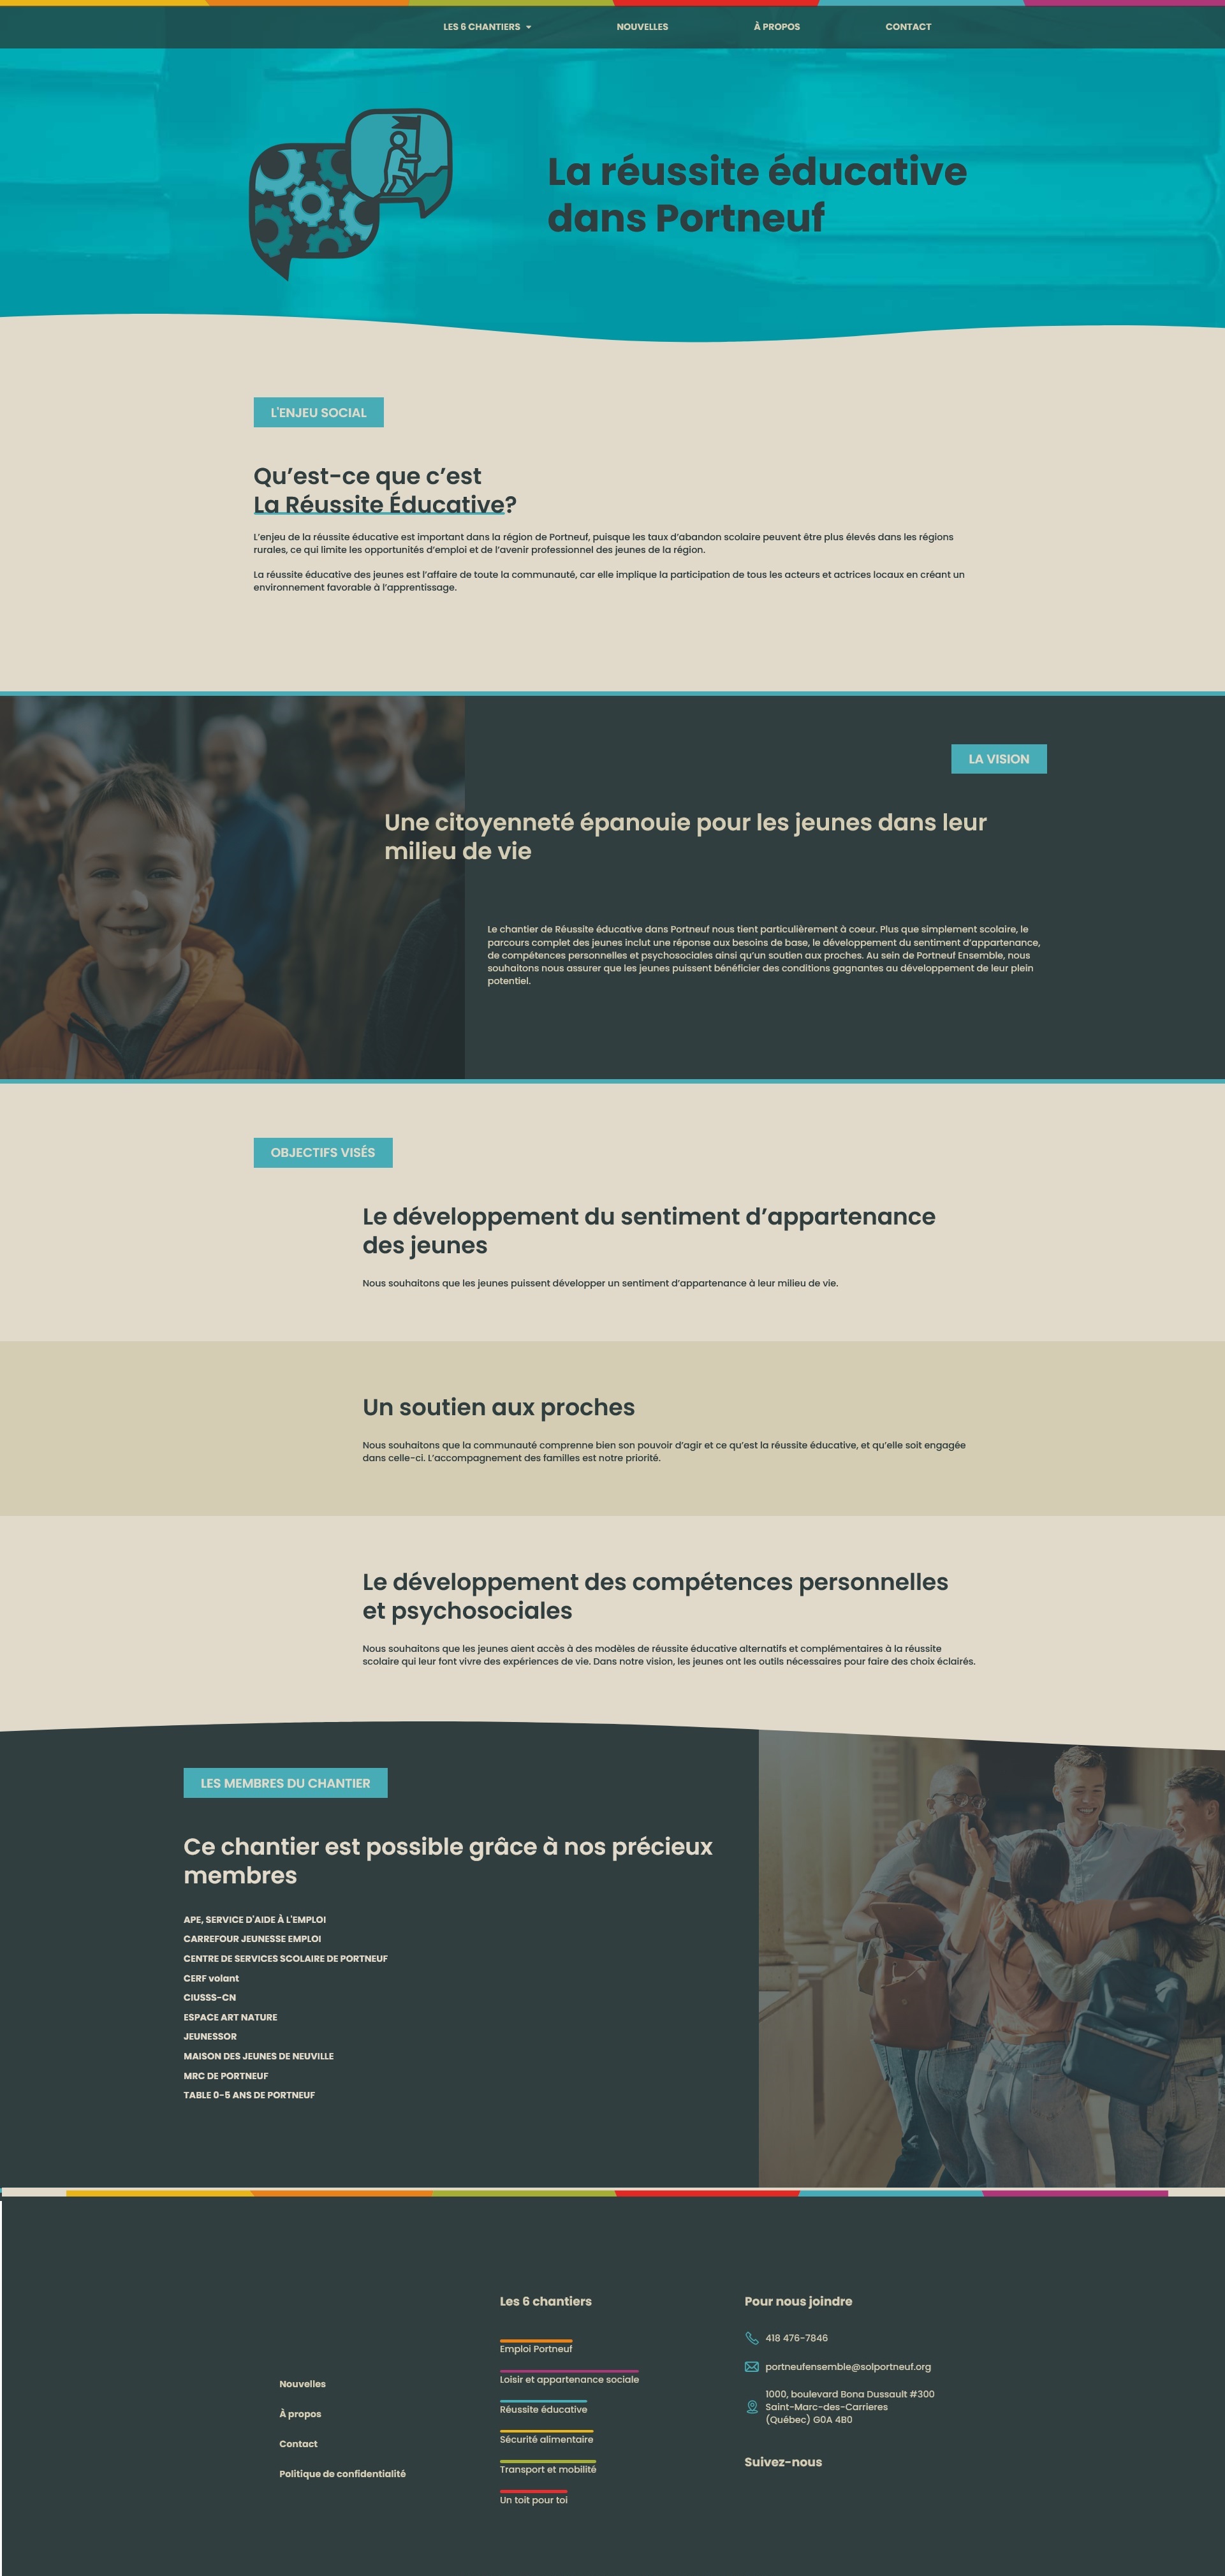 LES 6 CHANTIERS
NOUVELLES
À PROPOS
CONTACT
La réussite éducative
dans Portneuf
L'ENJEU SOCIAL
Qu’est-ce que c’est
La Réussite Éducative?
L’enjeu de la réussite éducative est important dans la région de Portneuf, puisque les taux d’abandon scolaire peuvent être plus élevés dans les régions
rurales, ce qui limite les opportunités d’emploi et de l’avenir professionnel des jeunes de la région.
La réussite éducative des jeunes est l’affaire de toute la communauté, car elle implique la participation de tous les acteurs et actrices locaux en créant un
environnement favorable à l’apprentissage.
LA VISION
Une citoyenneté épanouie pour les jeunes dans leur
milieu de vie
Le chantier de Réussite éducative dans Portneuf nous tient particulièrement à coeur. Plus que simplement scolaire, le
parcours complet des jeunes inclut une réponse aux besoins de base, le développement du sentiment d’appartenance,
de compétences personnelles et psychosociales ainsi qu’un soutien aux proches. Au sein de Portneuf Ensemble, nous
souhaitons nous assurer que les jeunes puissent bénéficier des conditions gagnantes au développement de leur plein
potentiel.
OBJECTIFS VISÉS
Le développement du sentiment d’appartenance
des jeunes
Nous souhaitons que les jeunes puissent développer un sentiment d’appartenance à leur milieu de vie.
Un soutien aux proches
Nous souhaitons que la communauté comprenne bien son pouvoir d’agir et ce qu’est la réussite éducative, et qu’elle soit engagée
dans celle-ci. L’accompagnement des familles est notre priorité.
Le développement des compétences personnelles
et psychosociales
Nous souhaitons que les jeunes aient accès à des modèles de réussite éducative alternatifs et complémentaires à la réussite
scolaire qui leur font vivre des expériences de vie. Dans notre vision, les jeunes ont les outils nécessaires pour faire des choix éclairés.
LES MEMBRES DU CHANTIER
Ce chantier est possible grâce à nos précieux
membres
APE, SERVICE D'AIDE À L'EMPLOI
CARREFOUR JEUNESSE EMPLOI
CENTRE DE SERVICES SCOLAIRE DE PORTNEUF
CERF volant
CIUSSS-CN
ESPACE ART NATURE
JEUNESSOR
MAISON DES JEUNES DE NEUVILLE
MRC DE PORTNEUF
TABLE 0-5 ANS DE PORTNEUF
Nouvelles
À propos
Contact
Politique de confidentialité
Les 6 chantiers
Emploi Portneuf
Loisir et appartenance sociale
Réussite éducative
Sécurité alimentaire
Transport et mobilité
Un toit pour toi
Pour nous joindre
418 476-7846
portneufensemble@solportneuf.org
1000, boulevard Bona Dussault #300
Saint-Marc-des-Carrieres
(Québec) G0A 4B0
Suivez-nous